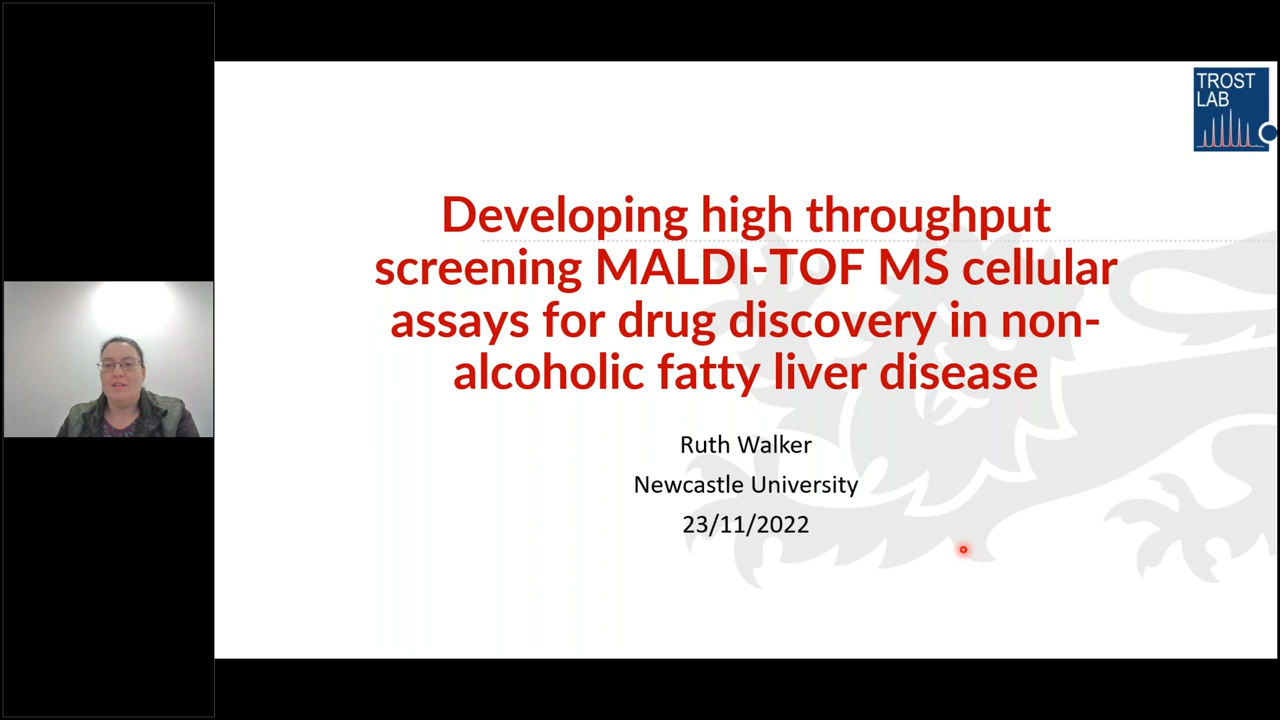 TROST
LAB
Developing high throughput
screening MALDI-TOF MS cellular
assays for drug discovery in non-
alcoholic fatty liver disease
Ruth Walker
Newcastle University
23/11/2022